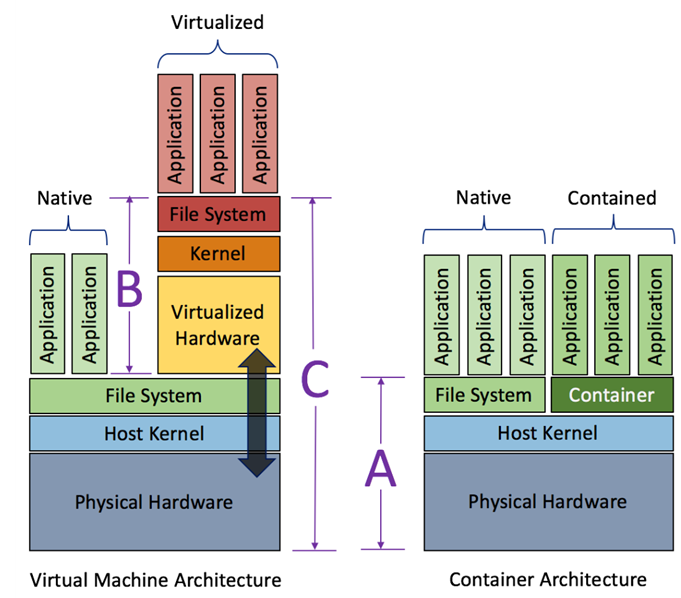 Virtualized
Application
Application
Application
Native
File System
Kernel
Virtualized
Hardware
B
Application
Application
File System
Host Kernel
Physical Hardware
C
A
Virtual Machine Architecture
Native
Contained
Application
Application
Application
Application
Application
Application
File System
Container
Host Kernel
Physical Hardware
Container Architecture